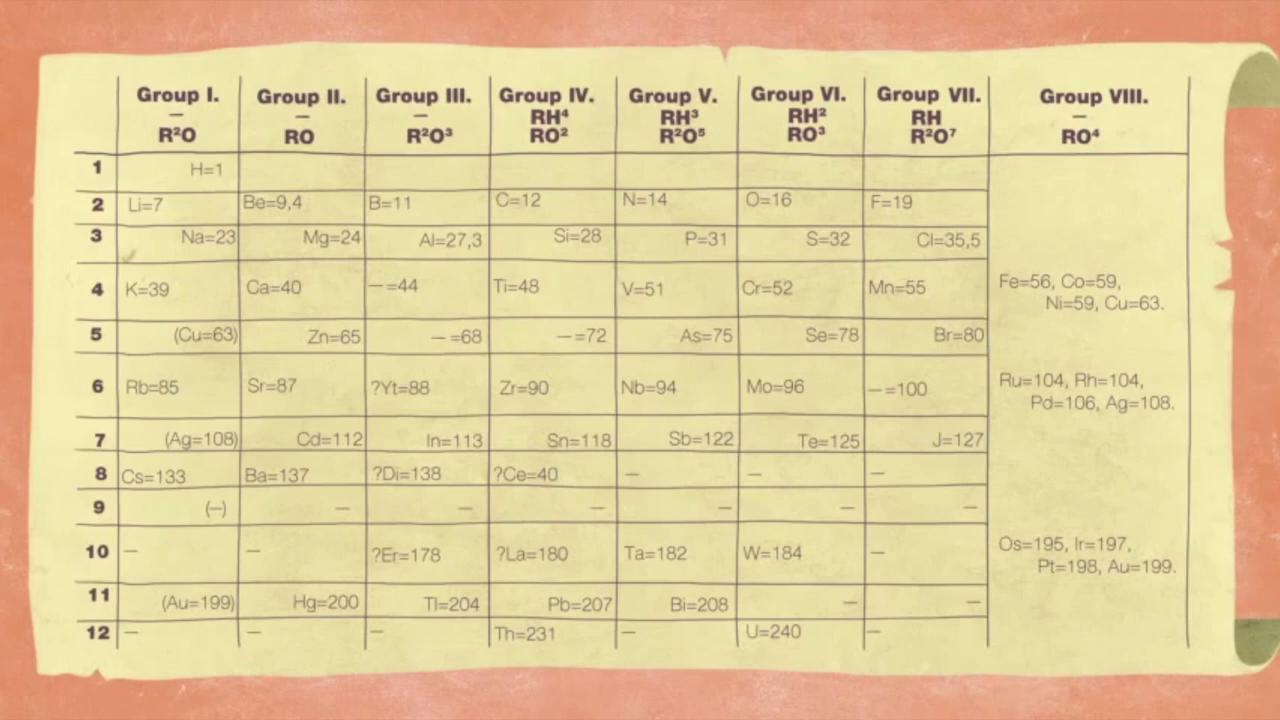 Group I. Group II. Group III. Group IV. Group V. Group VI. Group VII. Group VIII.
— — — RH⁴ RH³ RH² RH —
R²O RO R²O³ RO² R²O⁵ RO³ R²O⁷ RO⁴
1 H=1
2 Li=7 Be=9,4 B=11 C=12 N=14 O=16 F=19
3 Na=23 Mg=24 Al=27,3 Si=28 P=31 S=32 Cl=35,5
4 K=39 Ca=40 —=44 Ti=48 V=51 Cr=52 Mn=55 Fe=56, Co=59,
Ni=59, Cu=63.
5 (Cu=63) Zn=65 —=68 —=72 As=75 Se=78 Br=80
6 Rb=85 Sr=87 ?Yt=88 Zr=90 Nb=94 Mo=96 —=100 Ru=104, Rh=104,
Pd=106, Ag=108.
7 (Ag=108) Cd=112 In=113 Sn=118 Sb=122 Te=125 J=127
8 Cs=133 Ba=137 ?Di=138 ?Ce=40 — — —
9 (—) — — — — — —
10 — — ?Er=178 ?La=180 Ta=182 W=184 — Os=195, Ir=197,
Pt=198, Au=199.
11 (Au=199) Hg=200 Tl=204 Pb=207 Bi=208 — —
12 — — — Th=231 — U=240 —